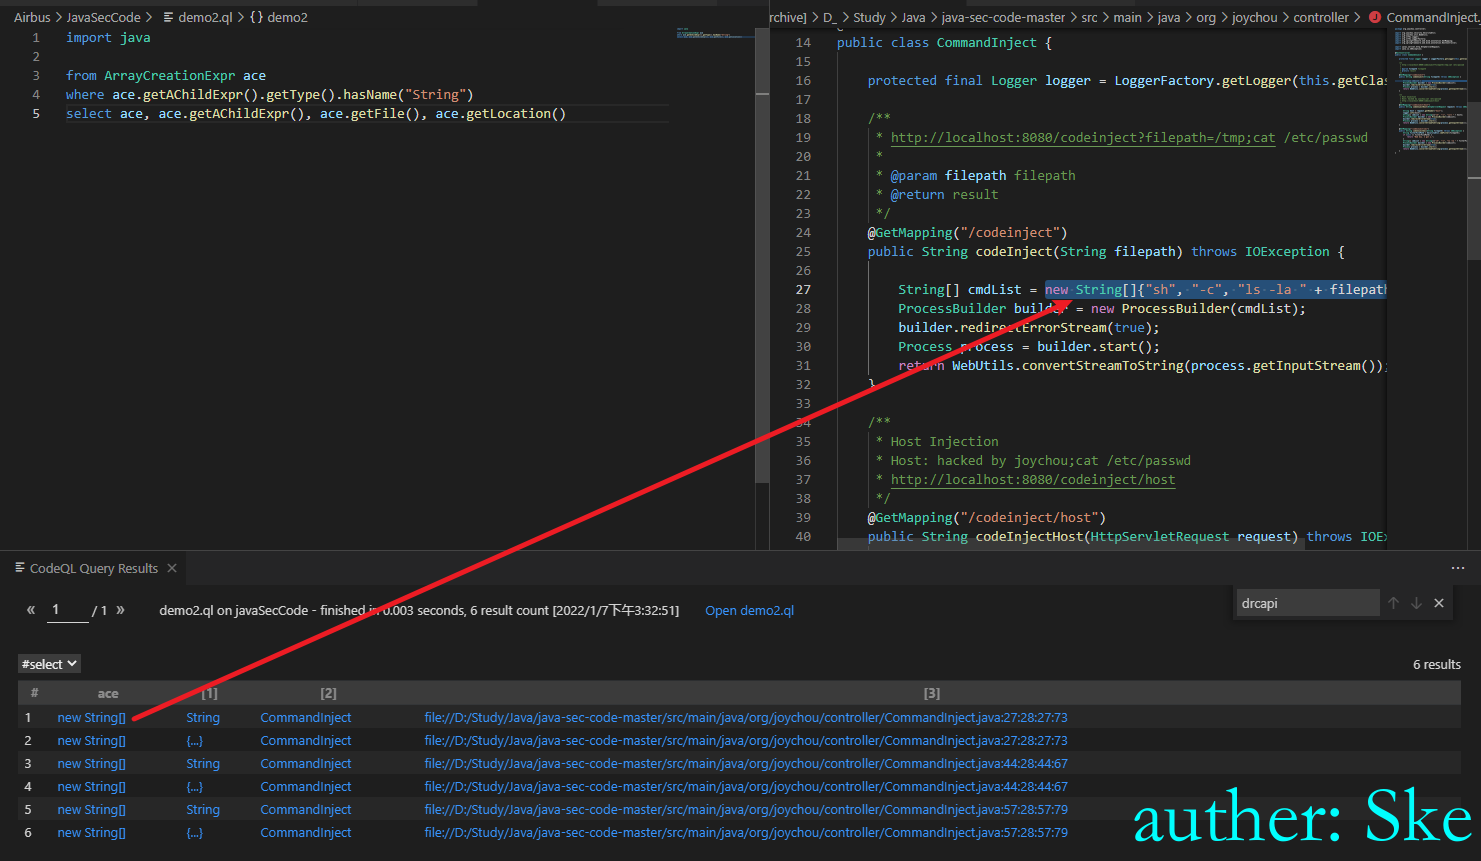 Airbus > JavaSecCode > demo2.ql > {} demo2
1 import java
2
3 from ArrayCreationExpr ace
4 where ace.getAChildExpr().getType().hasName("String")
5 select ace, ace.getAChildExpr(), ace.getFile(), ace.getLocation()
rchive] > D_ > Study > Java > java-sec-code-master > src > main > java > org > joychou > controller > J CommandInject.
14 public class CommandInject {
15
16 protected final Logger logger = LoggerFactory.getLogger(this.getClas
17
18 /**
19 * http://localhost:8080/codeinject?filepath=/tmp;cat /etc/passwd
20 *
21 * @param filepath filepath
22 * @return result
23 */
24 @GetMapping("/codeinject")
25 public String codeInject(String filepath) throws IOException {
26
27 String[] cmdList = new String[]{"sh", "-c", "ls -la " + filepath
28 ProcessBuilder builder = new ProcessBuilder(cmdList);
29 builder.redirectErrorStream(true);
30 Process process = builder.start();
31 return WebUtils.convertStreamToString(process.getInputStream());
32 }
33
34 /**
35 * Host Injection
36 * Host: hacked by joychou;cat /etc/passwd
37 * http://localhost:8080/codeinject/host
38 */
39 @GetMapping("/codeinject/host")
40 public String codeInjectHost(HttpServletRequest request) throws IOEx
CodeQL Query Results × ...
« 1 / 1 » demo2.ql on javaSecCode - finished in 0.003 seconds, 6 result count [2022/1/7下午3:32:51] Open demo2.ql
drcapi ↑ ↓ ×
#select 6 results
# ace [1] [2] [3]
1 new String[] String CommandInject file://D:/Study/Java/java-sec-code-master/src/main/java/org/joychou/controller/CommandInject.java:27:28:27:73
2 new String[] {...} CommandInject file://D:/Study/Java/java-sec-code-master/src/main/java/org/joychou/controller/CommandInject.java:27:28:27:73
3 new String[] String CommandInject file://D:/Study/Java/java-sec-code-master/src/main/java/org/joychou/controller/CommandInject.java:44:28:44:67
4 new String[] {...} CommandInject file://D:/Study/Java/java-sec-code-master/src/main/java/org/joychou/controller/CommandInject.java:44:28:44:67
5 new String[] String CommandInject file://D:/Study/Java/java-sec-code-master/src/main/java/org/joychou/controller/CommandInject.java:57:28:57:79
6 new String[] {...} CommandInject file://D:/Study/Java/java-sec-code-master/src/main/java/org/joychou/controller/CommandInject.java:57:28:57:79
auther: Ske